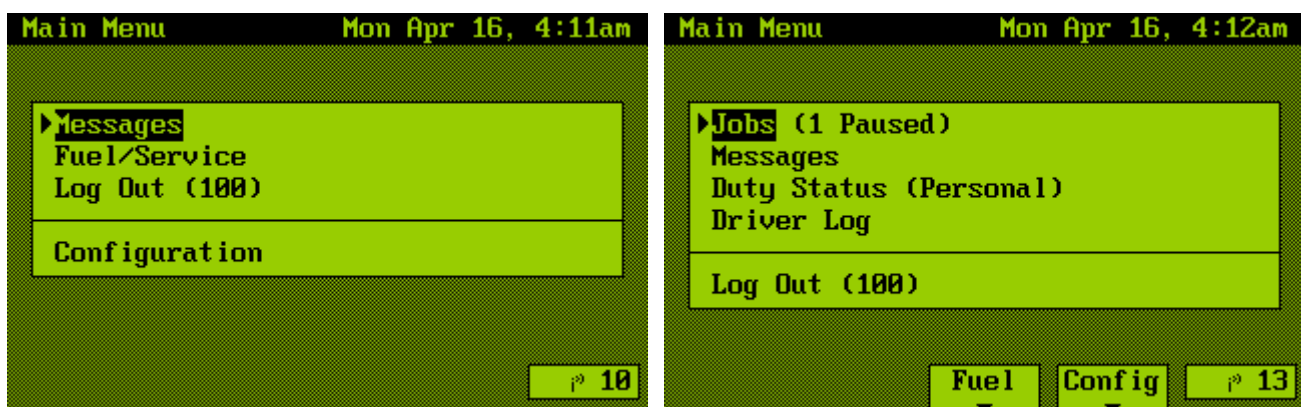 Main Menu Mon Apr 16, 4:11am
Messages
Fuel/Service
Log Out (100)
Configuration
10
Main Menu Mon Apr 16, 4:12am
Jobs (1 Paused)
Messages
Duty Status (Personal)
Driver Log
Log Out (100)
Fuel Config 13